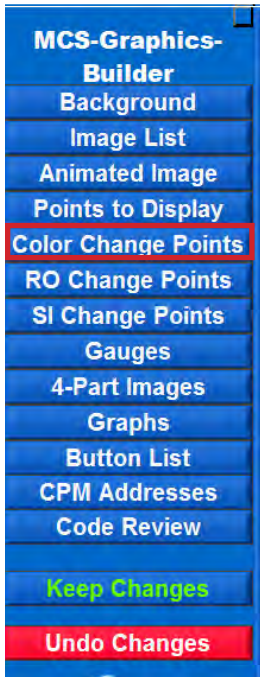 MCS-Graphics-
Builder
Background
Image List
Animated Image
Points to Display
Color Change Points
RO Change Points
SI Change Points
Gauges
4-Part Images
Graphs
Button List
CPM Addresses
Code Review
Keep Changes
Undo Changes